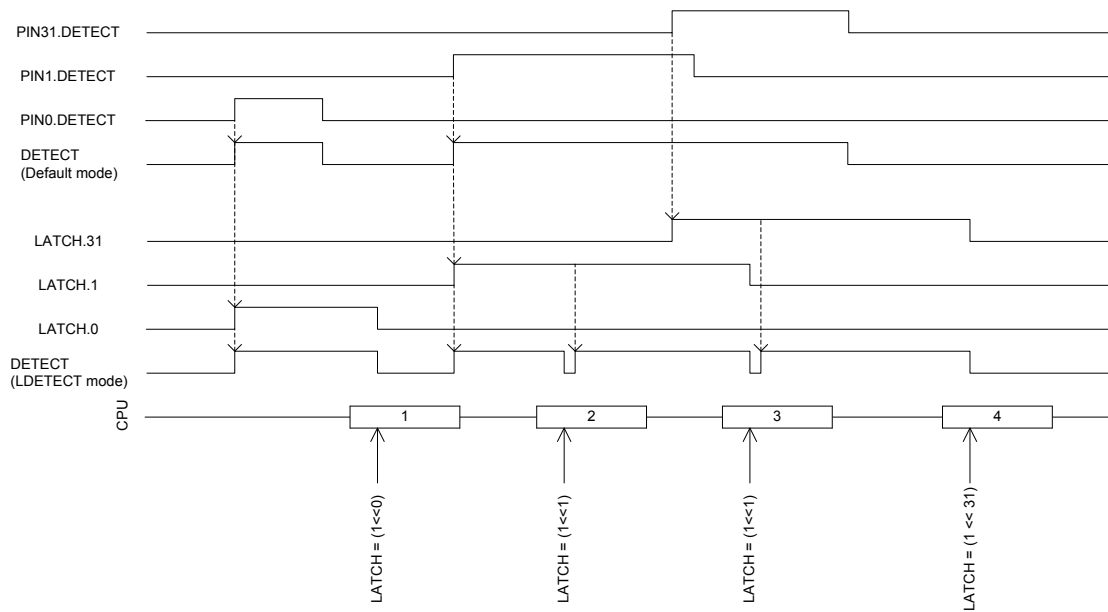 PIN31.DETECT
PIN1.DETECT
PIN0.DETECT
DETECT
(Default mode)
LATCH.31
LATCH.1
LATCH.0
DETECT
(LDETECT mode)
CPU
1
2
3
4
LATCH = (1<<0)
LATCH = (1<<1)
LATCH = (1<<1)
LATCH = (1 << 31)